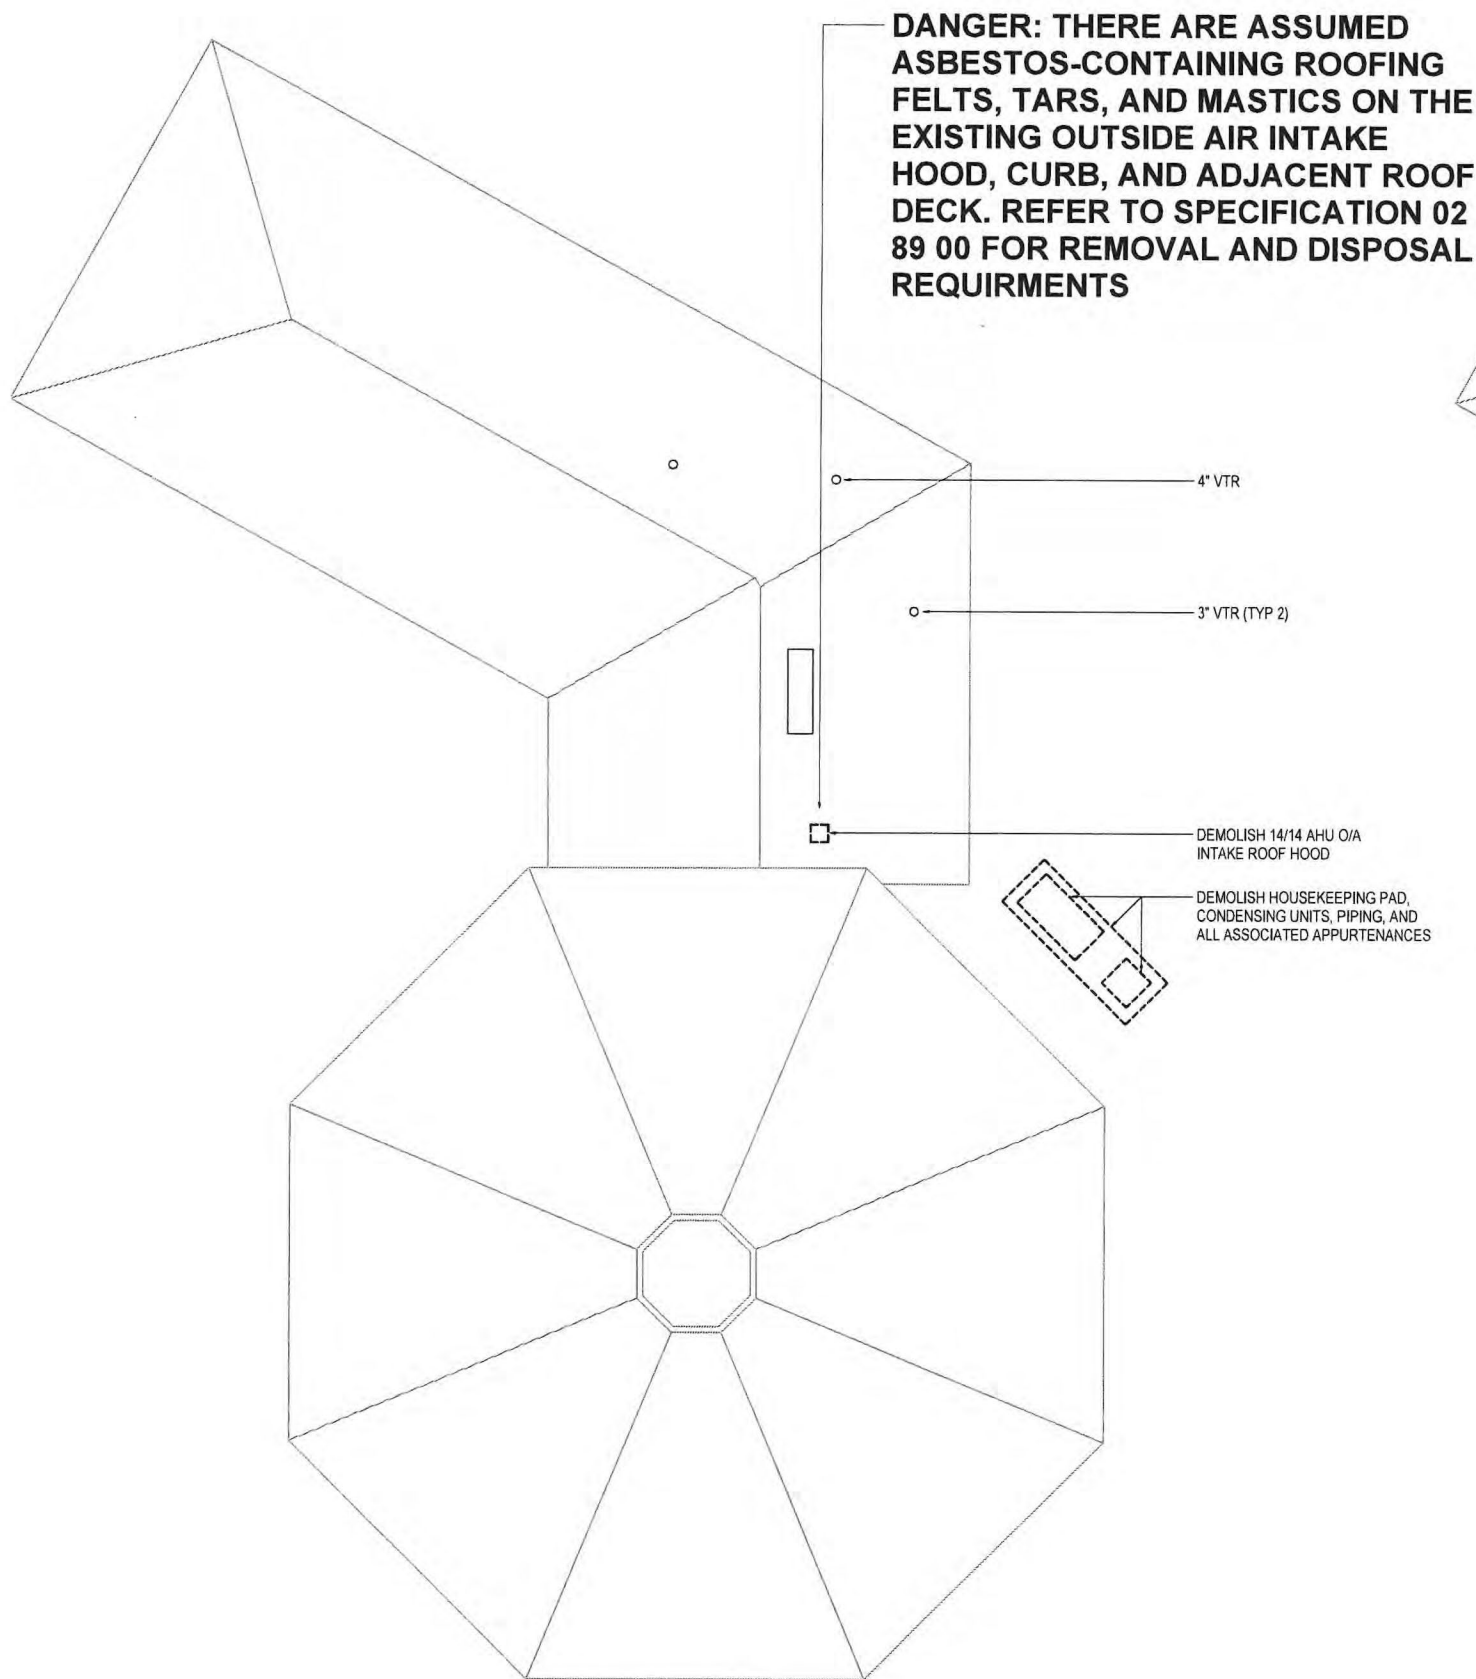 DANGER: THERE ARE ASSUMED
ASBESTOS-CONTAINING ROOFING
FELTS, TARS, AND MASTICS ON THE
EXISTING OUTSIDE AIR INTAKE
HOOD, CURB, AND ADJACENT ROOF
DECK. REFER TO SPECIFICATION 02
89 00 FOR REMOVAL AND DISPOSAL
REQUIRMENTS
4" VTR
3" VTR (TYP 2)
DEMOLISH 14/14 AHU O/A
INTAKE ROOF HOOD
DEMOLISH HOUSEKEEPING PAD,
CONDENSING UNITS, PIPING, AND
ALL ASSOCIATED APPURTENANCES